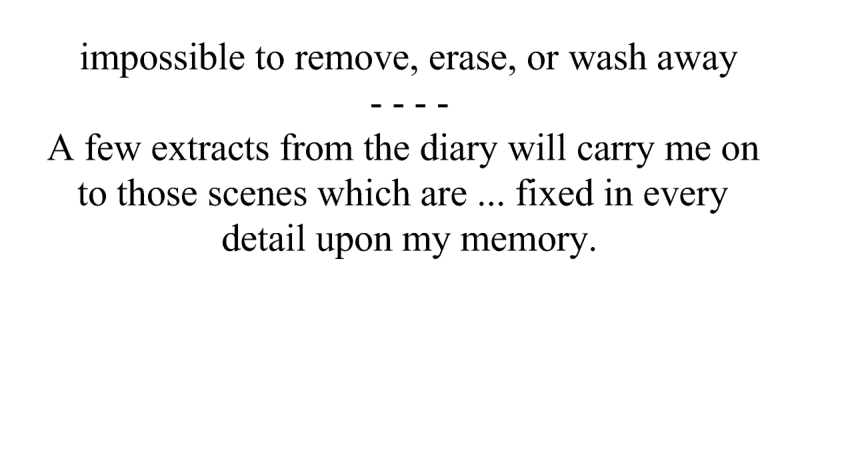 impossible to remove, erase, or wash away
- - - -
A few extracts from the diary will carry me on
to those scenes which are ... fixed in every
detail upon my memory.